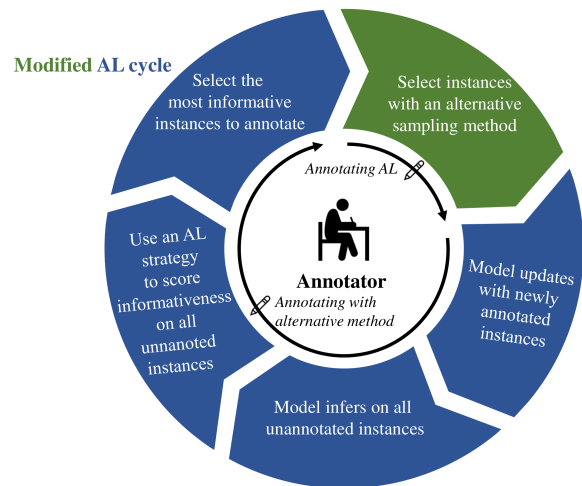 Modified AL cycle
Select the
most informative
instances to annotate
Select instances
with an alternative
sampling method
Annotating AL
Annotator
Annotating with
alternative method
Use an AL
strategy
to score
informativeness
on all
unnanoted
instances
Model updates
with newly
annotated
instances
Model infers on all
unannotated instances